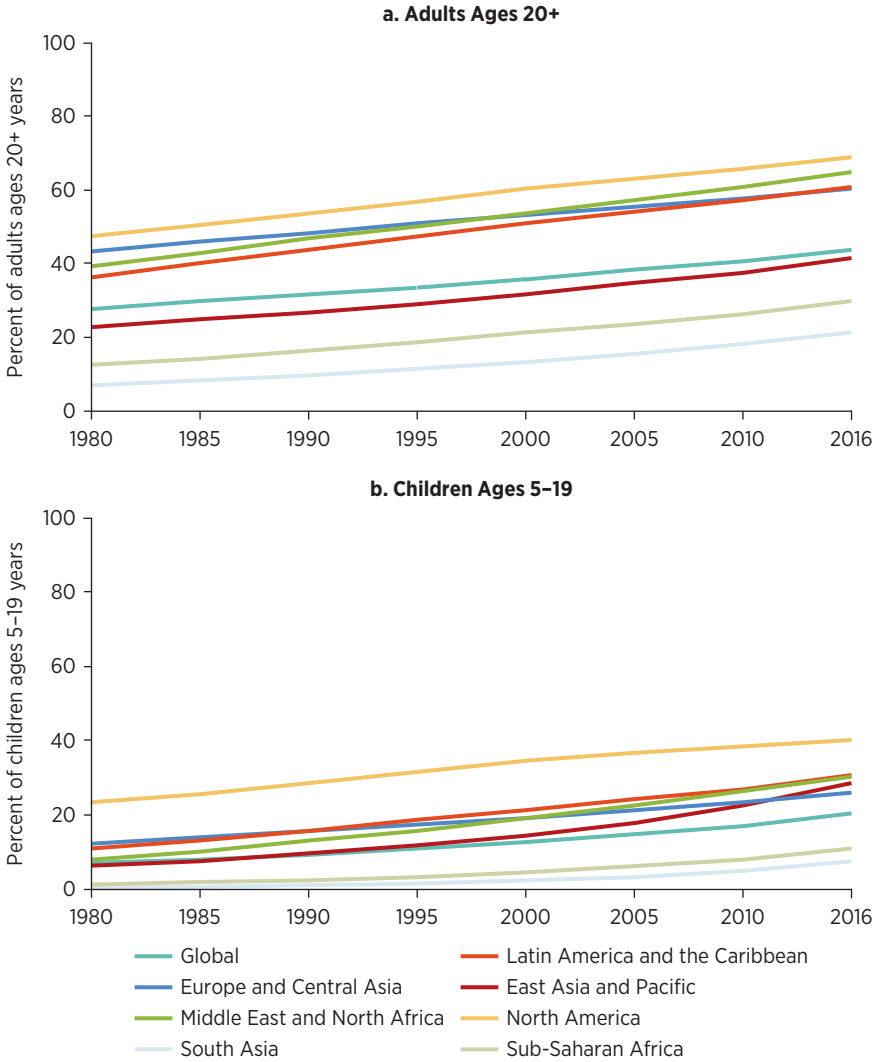 a. Adults Ages 20+
Percent of adults ages 20+ years
100
80
60
40
20
0
1980 1985 1990 1995 2000 2005 2010 2016
b. Children Ages 5–19
Percent of children ages 5–19 years
100
80
60
40
20
0
1980 1985 1990 1995 2000 2005 2010 2016
Global
Latin America and the Caribbean
Europe and Central Asia
East Asia and Pacific
Middle East and North Africa
North America
South Asia
Sub-Saharan Africa